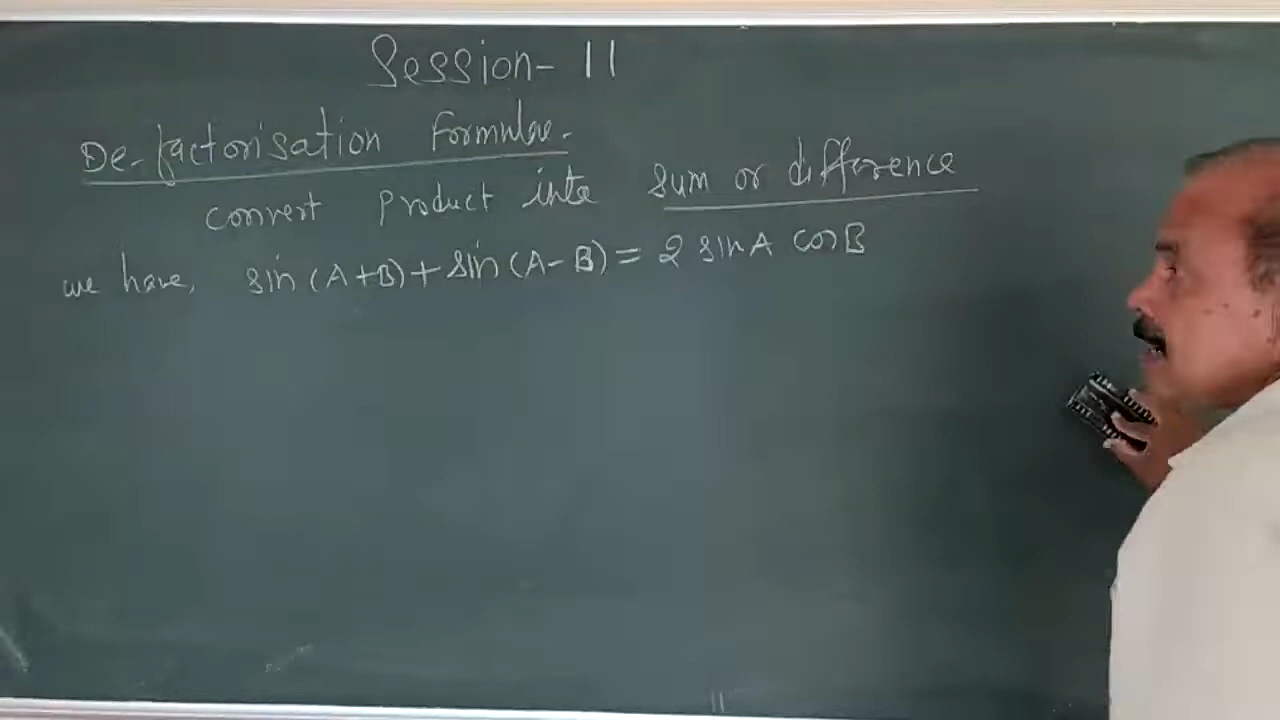 Session- 11
De-factorisation Formulae.
convert product into sum or difference
we have, sin (A+B)+sin (A-B)= 2 sinA cosB